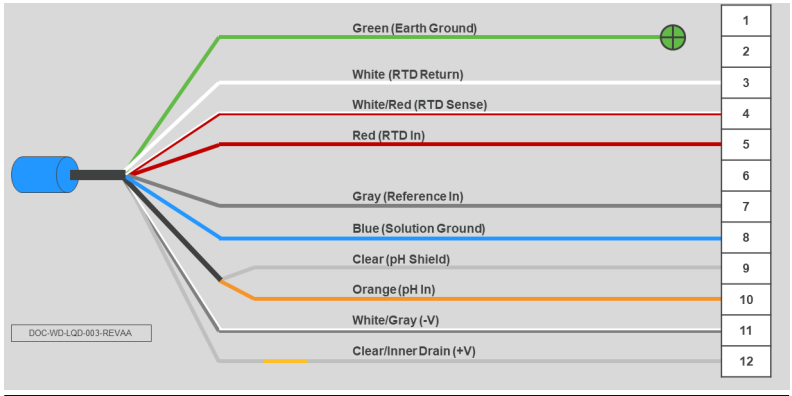 Green (Earth Ground)
1
2
White (RTD Return)
3
White/Red (RTD Sense)
4
Red (RTD In)
5
6
Gray (Reference In)
7
Blue (Solution Ground)
8
Clear (pH Shield)
9
Orange (pH In)
10
White/Gray (-V)
11
DOC-WD-LQD-003-REVAA
Clear/Inner Drain (+V)
12